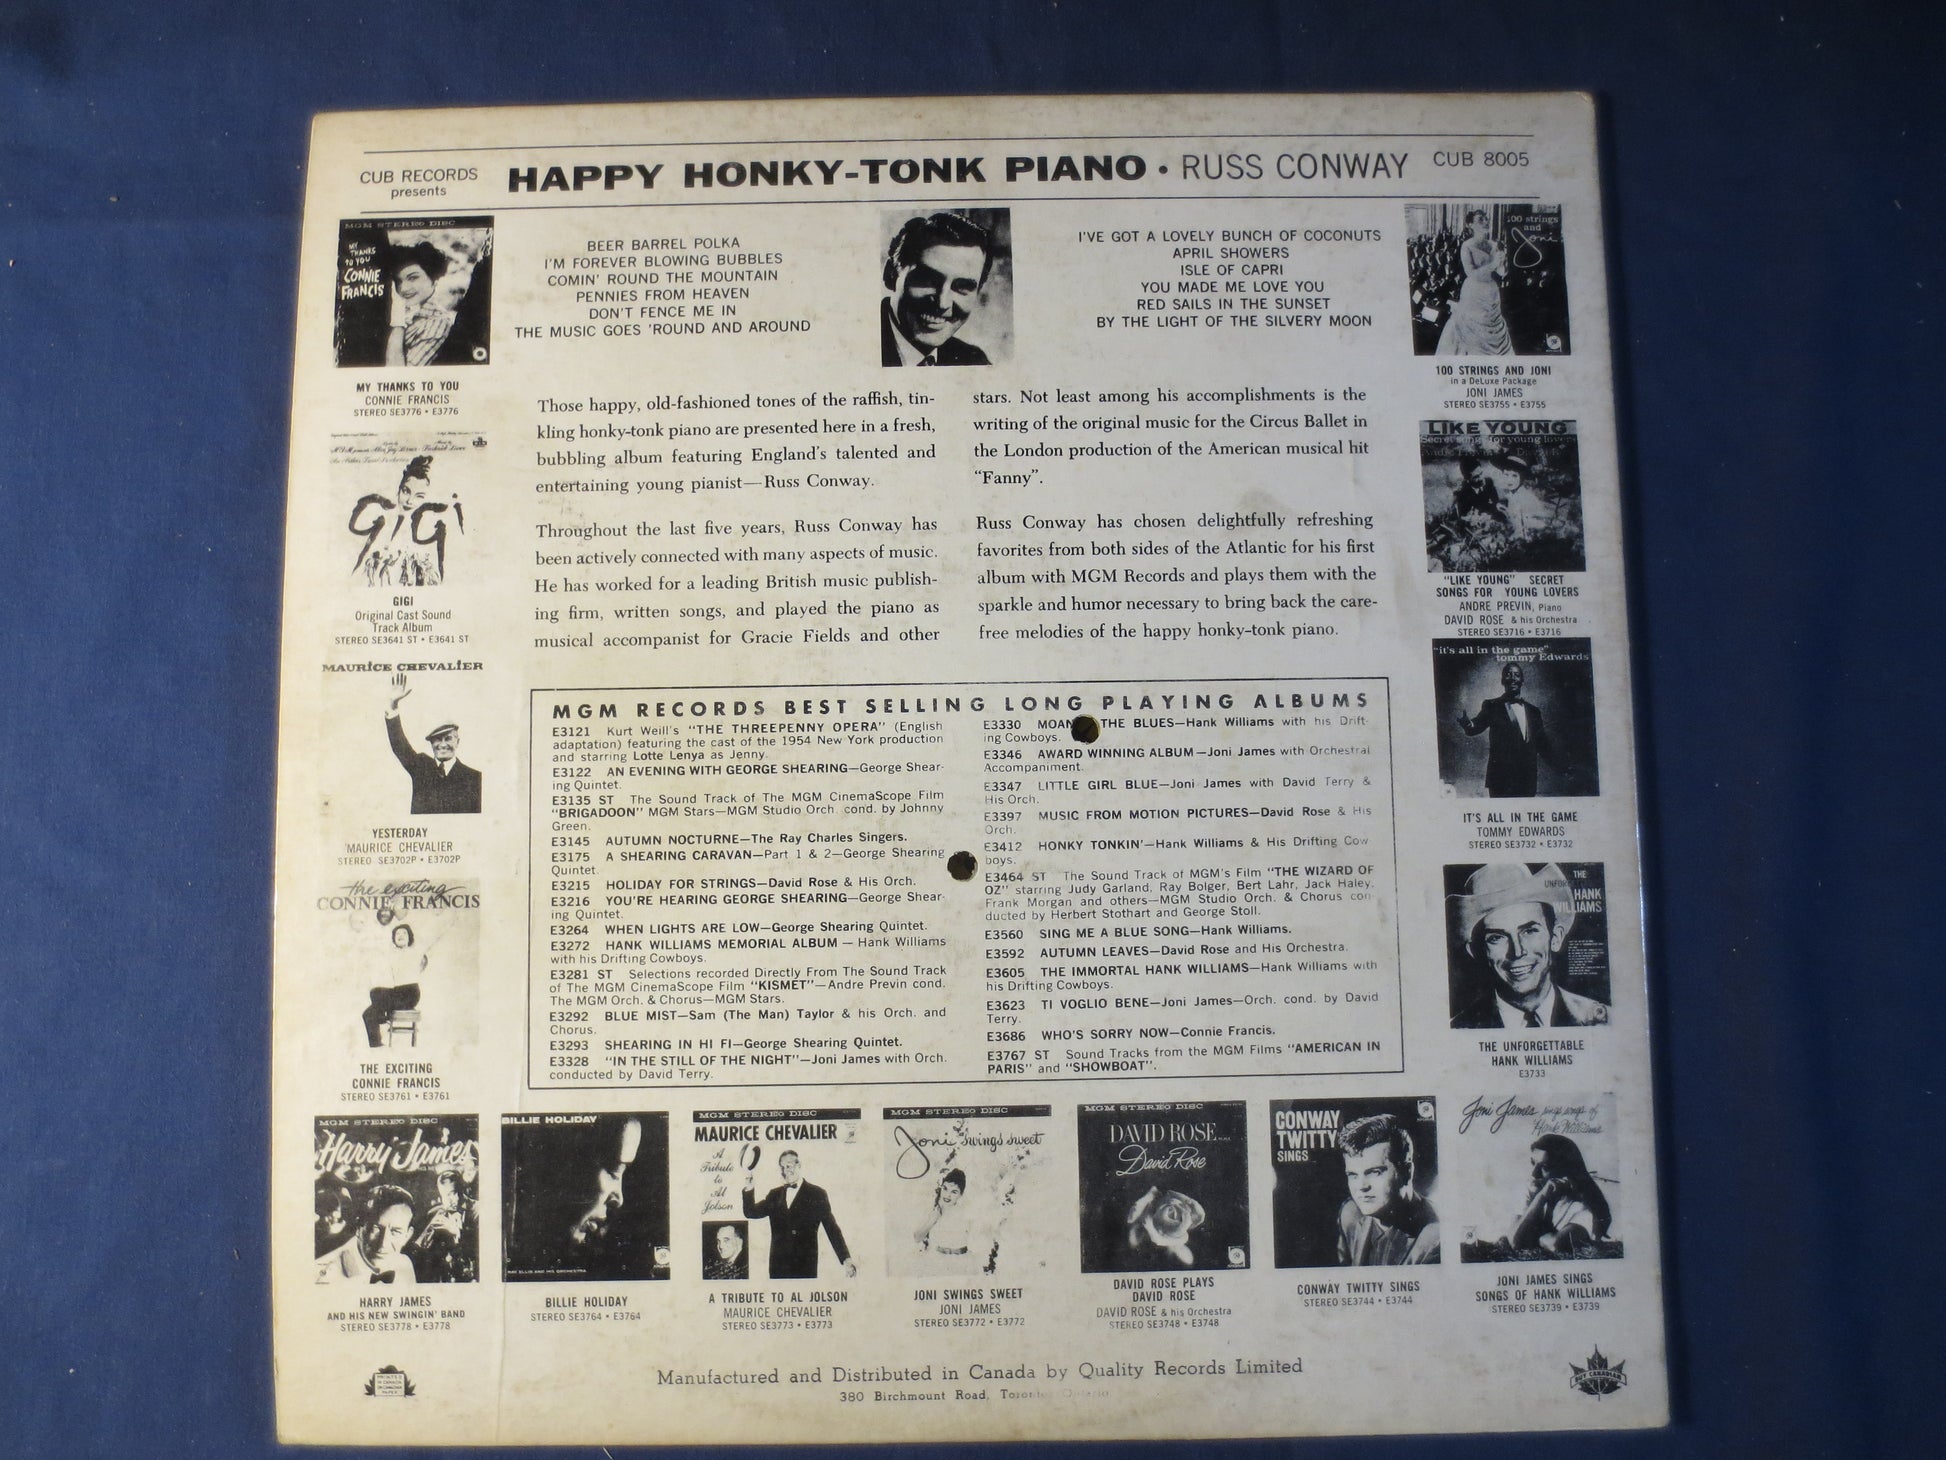 CUB RECORDS
presents
HAPPY HONKY-TONK PIANO • RUSS CONWAY
CUB 8005
BEER BARREL POLKA
I'M FOREVER BLOWING BUBBLES
COMIN' ROUND THE MOUNTAIN
PENNIES FROM HEAVEN
DON'T FENCE ME IN
THE MUSIC GOES 'ROUND AND AROUND
I'VE GOT A LOVELY BUNCH OF COCONUTS
APRIL SHOWERS
ISLE OF CAPRI
YOU MADE ME LOVE YOU
RED SAILS IN THE SUNSET
BY THE LIGHT OF THE SILVERY MOON
Those happy, old-fashioned tones of the raffish, tin-
kling honky-tonk piano are presented here in a fresh,
bubbling album featuring England's talented and
entertaining young pianist—Russ Conway.
Throughout the last five years, Russ Conway has
been actively connected with many aspects of music.
He has worked for a leading British music publish-
ing firm, written songs, and played the piano as
musical accompanist for Gracie Fields and other
stars. Not least among his accomplishments is the
writing of the original music for the Circus Ballet in
the London production of the American musical hit
"Fanny".
Russ Conway has chosen delightfully refreshing
favorites from both sides of the Atlantic for his first
album with MGM Records and plays them with the
sparkle and humor necessary to bring back the care-
free melodies of the happy honky-tonk piano.
MGM RECORDS BEST SELLING LONG PLAYING ALBUMS
E3121 Kurt Weill's "THE THREEPENNY OPERA" (English
adaptation) featuring the cast of the 1954 New York production
and starring Lotte Lenya as Jenny.
E3122 AN EVENING WITH GEORGE SHEARING—George Shear-
ing Quintet.
E3135 ST The Sound Track of The MGM CinemaScope Film
"BRIGADOON" MGM Stars—MGM Studio Orch. cond. by Johnny
Green.
E3145 AUTUMN NOCTURNE—The Ray Charles Singers.
E3175 A SHEARING CARAVAN—Part 1 & 2—George Shearing
Quintet.
E3215 HOLIDAY FOR STRINGS—David Rose & His Orch.
E3216 YOU'RE HEARING GEORGE SHEARING—George Shear-
ing Quintet.
E3264 WHEN LIGHTS ARE LOW—George Shearing Quintet.
E3272 HANK WILLIAMS MEMORIAL ALBUM — Hank Williams
with his Drifting Cowboys.
E3281 ST Selections recorded Directly From The Sound Track
of The MGM CinemaScope Film "KISMET"—Andre Previn cond.
The MGM Orch. & Chorus—MGM Stars.
E3292 BLUE MIST—Sam (The Man) Taylor & his Orch. and
Chorus.
E3293 SHEARING IN HI FI—George Shearing Quintet.
E3328 "IN THE STILL OF THE NIGHT"—Joni James with Orch.
conducted by David Terry.
E3330 MOAN THE BLUES—Hank Williams with his Drift-
ing Cowboys.
E3346 AWARD WINNING ALBUM—Joni James with Orchestral
Accompaniment.
E3347 LITTLE GIRL BLUE—Joni James with David Terry &
His Orch.
E3397 MUSIC FROM MOTION PICTURES—David Rose & His
Orch.
E3412 HONKY TONKIN'—Hank Williams & His Drifting Cow
boys.
E3464 ST The Sound Track of MGM's Film "THE WIZARD OF
OZ" starring Judy Garland, Ray Bolger, Bert Lahr, Jack Haley,
Frank Morgan and others—MGM Studio Orch. & Chorus con-
ducted by Herbert Stothart and George Stoll.
E3560 SING ME A BLUE SONG—Hank Williams.
E3592 AUTUMN LEAVES—David Rose and His Orchestra.
E3605 THE IMMORTAL HANK WILLIAMS—Hank Williams with
his Drifting Cowboys.
E3623 TI VOGLIO BENE—Joni James—Orch. cond. by David
Terry.
E3686 WHO'S SORRY NOW—Connie Francis.
E3767 ST Sound Tracks from the MGM Films "AMERICAN IN
PARIS" and "SHOWBOAT".
MGM STEREO DISC
MY
THANKS
TO YOU
CONNIE
FRANCIS
MY THANKS TO YOU
CONNIE FRANCIS
STEREO SE3776 • E3776
GiGi
GIGI
Original Cast Sound
Track Album
STEREO SE3641 ST • E3641 ST
MAURICE CHEVALIER
YESTERDAY
MAURICE CHEVALIER
STEREO SE3702P • E3702P
the exciting
CONNIE FRANCIS
THE EXCITING
CONNIE FRANCIS
STEREO SE3761 • E3761
100 strings
and
Joni
100 STRINGS AND JONI
in a DeLuxe Package
JONI JAMES
STEREO SE3755 • E3755
LIKE YOUNG
Secret songs for young lovers
"LIKE YOUNG" SECRET
SONGS FOR YOUNG LOVERS
ANDRE PREVIN, Piano
DAVID ROSE & his Orchestra
STEREO SE3716 • E3716
"it's all in the game"
tommy Edwards
IT'S ALL IN THE GAME
TOMMY EDWARDS
STEREO SE3732 • E3732
THE
HANK
WILLIAMS
THE UNFORGETTABLE
HANK WILLIAMS
E3733
MGM STEREO DISC
Harry James
HARRY JAMES
AND HIS NEW SWINGIN' BAND
STEREO SE3778 • E3778
BILLIE HOLIDAY
RAY ELLIS AND HIS ORCHESTRA
BILLIE HOLIDAY
STEREO SE3764 • E3764
MGM STEREO DISC
MAURICE CHEVALIER
A
Tribute
to
Al
Jolson
A TRIBUTE TO AL JOLSON
MAURICE CHEVALIER
STEREO SE3773 • E3773
MGM STEREO DISC
Joni swings sweet
JONI SWINGS SWEET
JONI JAMES
STEREO SE3772 • E3772
MGM STEREO DISC
DAVID ROSE
David Rose
DAVID ROSE PLAYS
DAVID ROSE
DAVID ROSE & his Orchestra
STEREO SE3748 • E3748
CONWAY
TWITTY
SINGS
CONWAY TWITTY SINGS
STEREO SE3744 • E3744
Joni James sings songs of
Hank Williams
JONI JAMES SINGS
SONGS OF HANK WILLIAMS
STEREO SE3739 • E3739
Manufactured and Distributed in Canada by Quality Records Limited
380 Birchmount Road, Toronto Ontario
PRINTED
IN CANADA
ON CANADIAN
PAPER
BUY CANADIAN